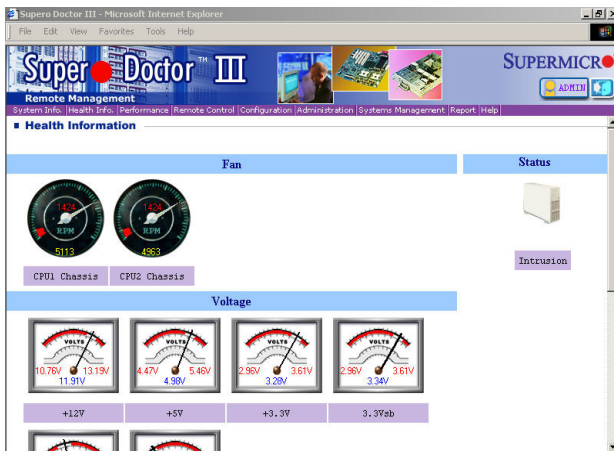 Supero Doctor III - Microsoft Internet Explorer
File Edit View Favorites Tools Help
Super Doctor TM III
SUPERMICR
Remote Management
ADMIN
System Info. |Health Info. |Performance |Remote Control |Configuration |Administration |Systems Management |Report |Help|
Health Information
Fan
Status
1424
RPM
5113
1424
RPM
4963
CPU1 Chassis
CPU2 Chassis
Intrusion
Voltage
VOLTS
10.76V 13.19V
11.91V
VOLTS
4.47V 5.46V
4.98V
VOLTS
2.96V 3.61V
3.28V
VOLTS
2.96V 3.61V
3.34V
+12V
+5V
+3.3V
3.3Vsb